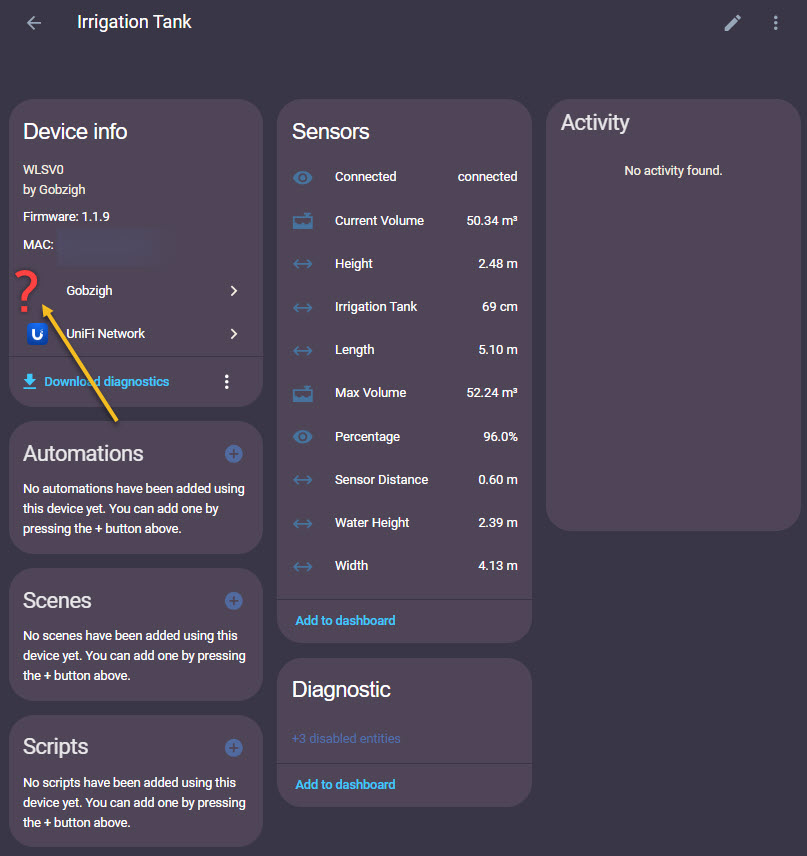 Irrigation Tank
Device info
WLSV0
by Gobzigh
Firmware: 1.1.9
MAC:
?
Gobzigh
UniFi Network
Download diagnostics
Automations
No automations have been added using
this device yet. You can add one by
pressing the + button above.
Scenes
No scenes have been added using this
device yet. You can add one by pressing
the + button above.
Scripts
No scripts have been added using this
device yet. You can add one by pressing
the + button above.
Sensors
Connected connected
Current Volume 50.34 m³
Height 2.48 m
Irrigation Tank 69 cm
Length 5.10 m
Max Volume 52.24 m³
Percentage 96.0%
Sensor Distance 0.60 m
Water Height 2.39 m
Width 4.13 m
Add to dashboard
Diagnostic
+3 disabled entities
Add to dashboard
Activity
No activity found.